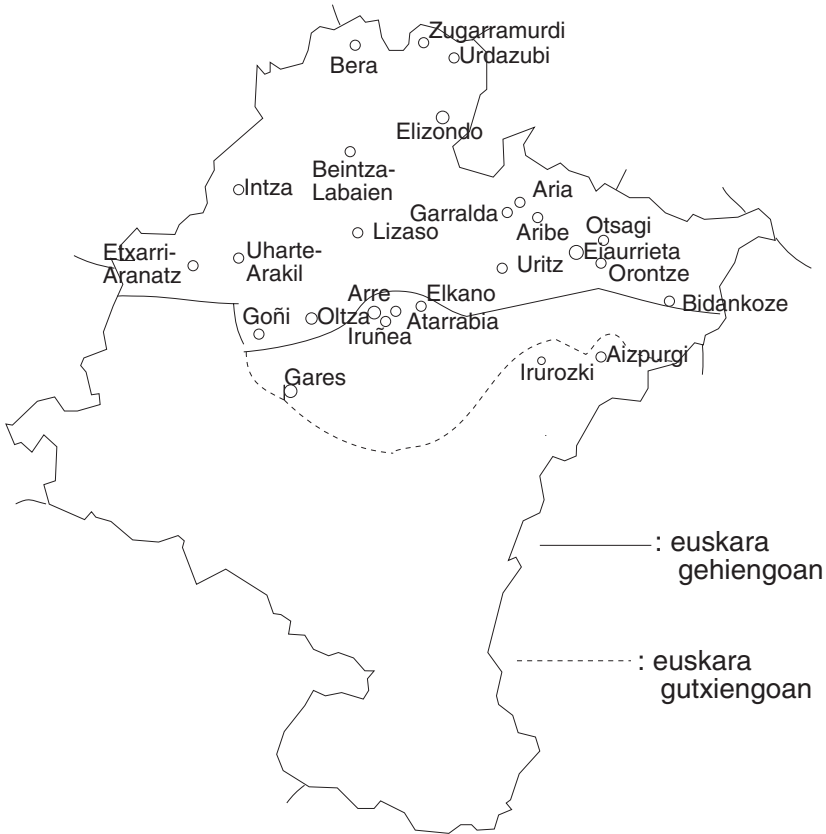 Zugarramurdi
Urdazubi
Bera
Elizondo
Beintza-
Labaien
Intza
Aria
Garralda
Aribe
Otsagi
Lizaso
Etxarri-
Aranatz
Uharte-
Arakil
Uritz
Eiaurrieta
Orontze
Arre
Elkano
Bidankoze
Goñi
Oltza
Iruñea
Atarrabia
Irurozki
Aizpurgi
Gares
: euskara
gehiengoan
: euskara
gutxiengoan